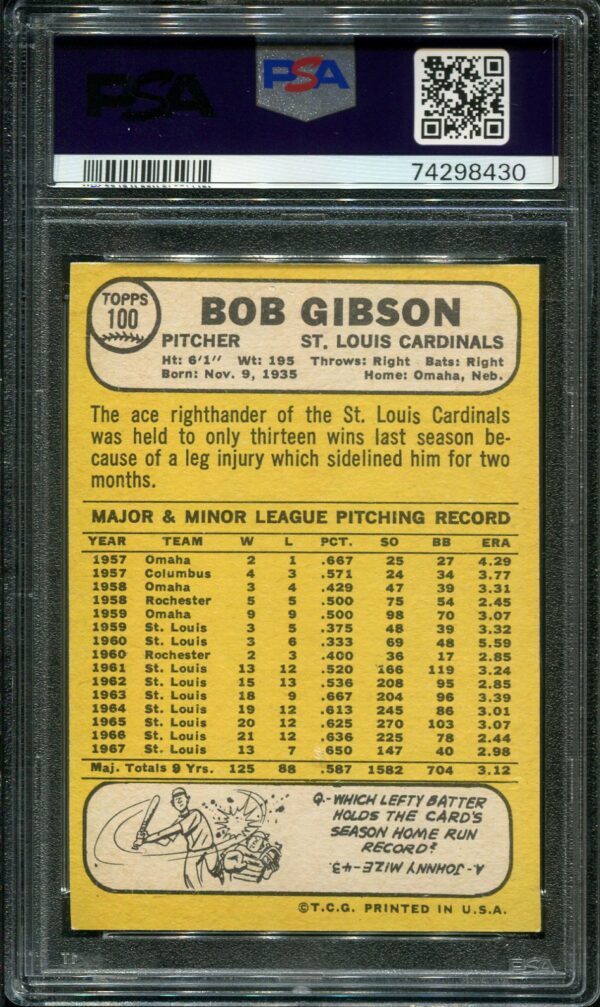 PSA
PSA
74298430
TOPPS
100
BOB GIBSON
PITCHER ST. LOUIS CARDINALS
Ht: 6'1" Wt: 195 Throws: Right Bats: Right
Born: Nov. 9, 1935 Home: Omaha, Neb.
The ace righthander of the St. Louis Cardinals
was held to only thirteen wins last season be-
cause of a leg injury which sidelined him for two
months.
MAJOR & MINOR LEAGUE PITCHING RECORD
YEAR TEAM W L PCT. SO BB ERA
1957 Omaha 2 1 .667 25 27 4.29
1957 Columbus 4 3 .571 24 34 3.77
1958 Omaha 3 4 .429 47 39 3.31
1958 Rochester 5 5 .500 75 54 2.45
1959 Omaha 9 9 .500 98 70 3.07
1959 St. Louis 3 5 .375 48 39 3.32
1960 St. Louis 3 6 .333 69 48 5.59
1960 Rochester 2 3 .400 36 17 2.85
1961 St. Louis 13 12 .520 166 119 3.24
1962 St. Louis 15 13 .536 208 95 2.85
1963 St. Louis 18 9 .667 204 96 3.39
1964 St. Louis 19 12 .613 245 86 3.01
1965 St. Louis 20 12 .625 270 103 3.07
1966 St. Louis 21 12 .636 225 78 2.44
1967 St. Louis 13 7 .650 147 40 2.98
Maj. Totals 9 Yrs. 125 88 .587 1582 704 3.12
Q.-WHICH LEFTY BATTER
HOLDS THE CARD'S
SEASON HOME RUN
RECORD?
A.-JOHNNY MIZE-43.
©T.C.G. PRINTED IN U.S.A.
PSA